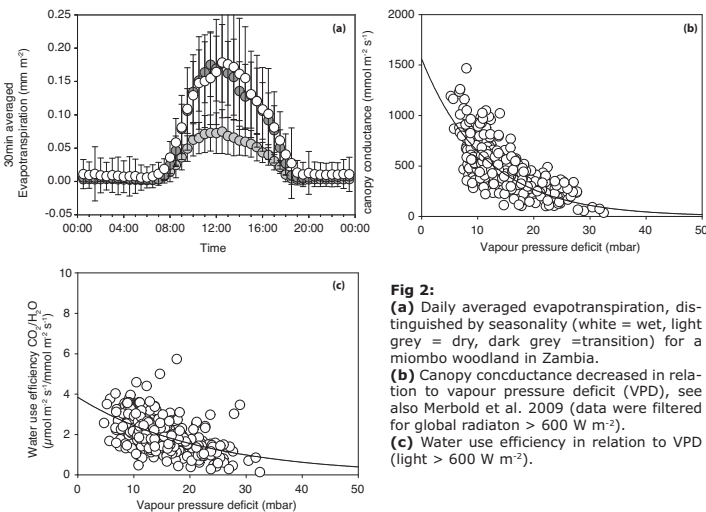 0.25
0.20
0.15
0.10
0.05
0.00
-0.05
30min averaged
Evapotranspiration (mm m⁻²)
(a)
00:00 04:00 08:00 12:00 16:00 20:00 00:00
Time
2000
1500
1000
500
0
canopy conductance (mmol m⁻² s⁻¹)
(b)
0 10 20 30 40 50
Vapour pressure deficit (mbar)
10
8
6
4
2
0
Water use efficiency CO₂/H₂O
(μmol m⁻² s⁻¹/mmol m⁻² s⁻¹)
(c)
0 10 20 30 40 50
Vapour pressure deficit (mbar)
Fig 2:
(a) Daily averaged evapotranspiration, dis-
tinguished by seasonality (white = wet, light
grey = dry, dark grey =transition) for a
miombo woodland in Zambia.
(b) Canopy concductance decreased in rela-
tion to vapour pressure deficit (VPD), see
also Merbold et al. 2009 (data were filtered
for global radiaton > 600 W m⁻²).
(c) Water use efficiency in relation to VPD
(light > 600 W m⁻²).